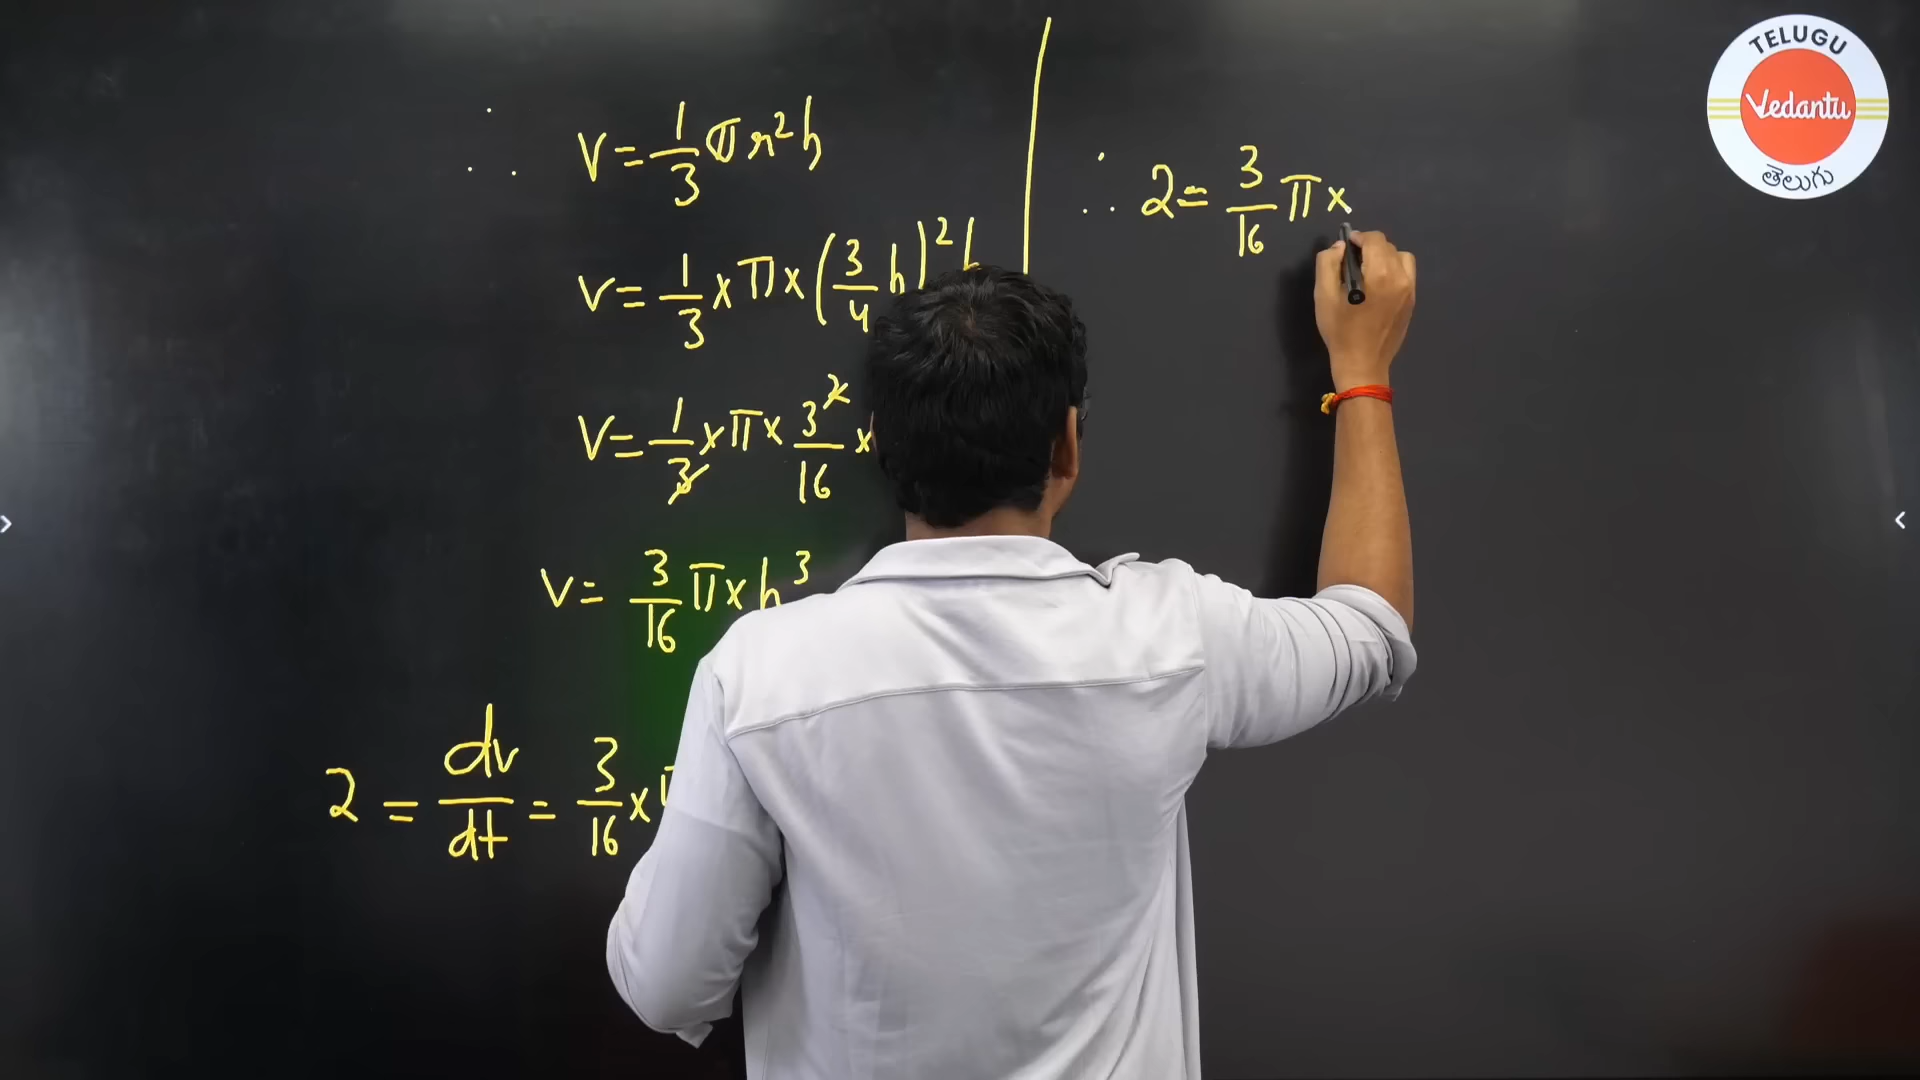 ∴ V = 1/3 π r² h
V = 1/3 × π × (3/4 h)² h
V = 1/3 × π × 3²/16 ×
V = 3/16 π × h³
2 = dv/dt = 3/16 × π
∴ 2 = 3/16 π ×
TELUGU
Vedantu
తెలుగు